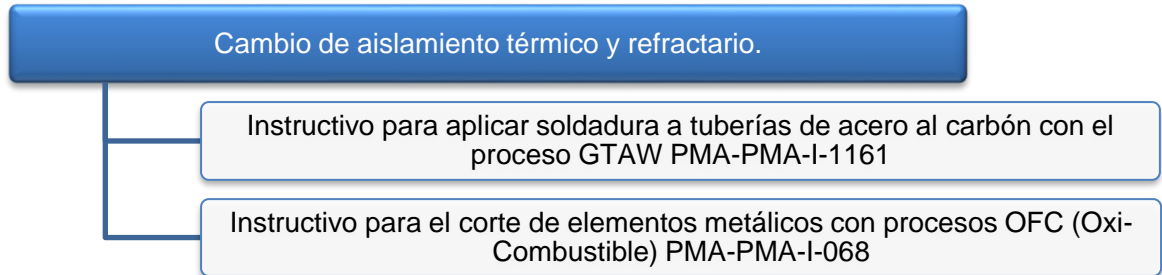 Cambio de aislamiento térmico y refractario.
Instructivo para aplicar soldadura a tuberías de acero al carbón con el
proceso GTAW PMA-PMA-I-1161
Instructivo para el corte de elementos metálicos con procesos OFC (Oxi-
Combustible) PMA-PMA-I-068